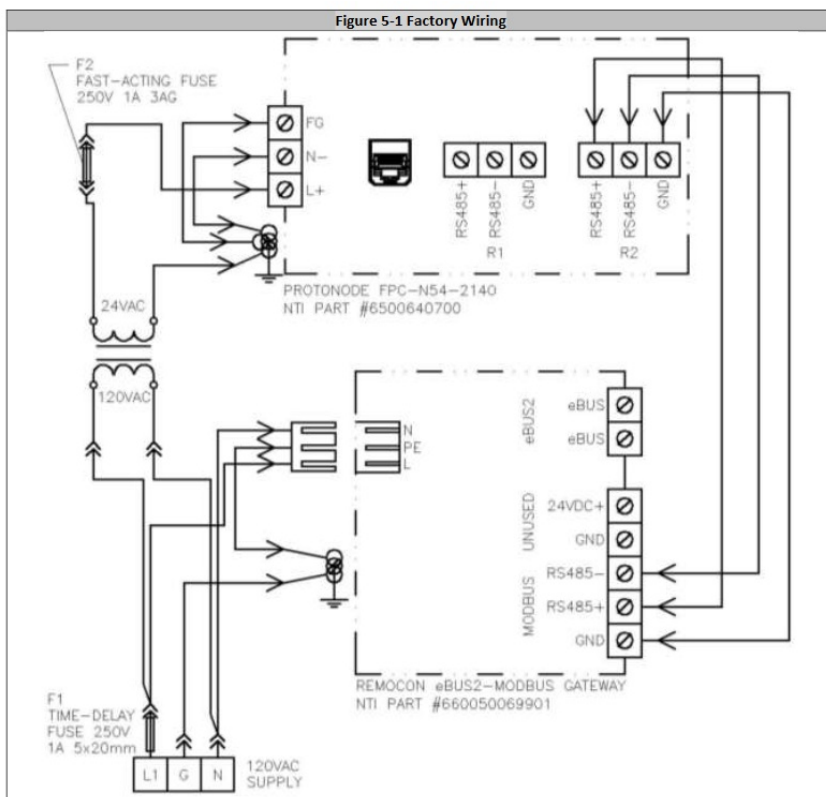 Figure 5-1 Factory Wiring
F2
FAST-ACTING FUSE
250V 1A 3AG
FG
N-
L+
RS485+
RS485-
GND
R1
RS485+
RS485-
GND
R2
PROTONODE FPC-N54-2140
NTI PART #6500640700
24VAC
120VAC
N
PE
L
eBUS2
eBUS
eBUS
UNUSED
24VDC+
GND
MODBUS
RS485-
RS485+
GND
REMOCON eBUS2-MODBUS GATEWAY
NTI PART #660050069901
F1
TIME-DELAY
FUSE 250V
1A 5x20mm
L1
G
N
120VAC
SUPPLY